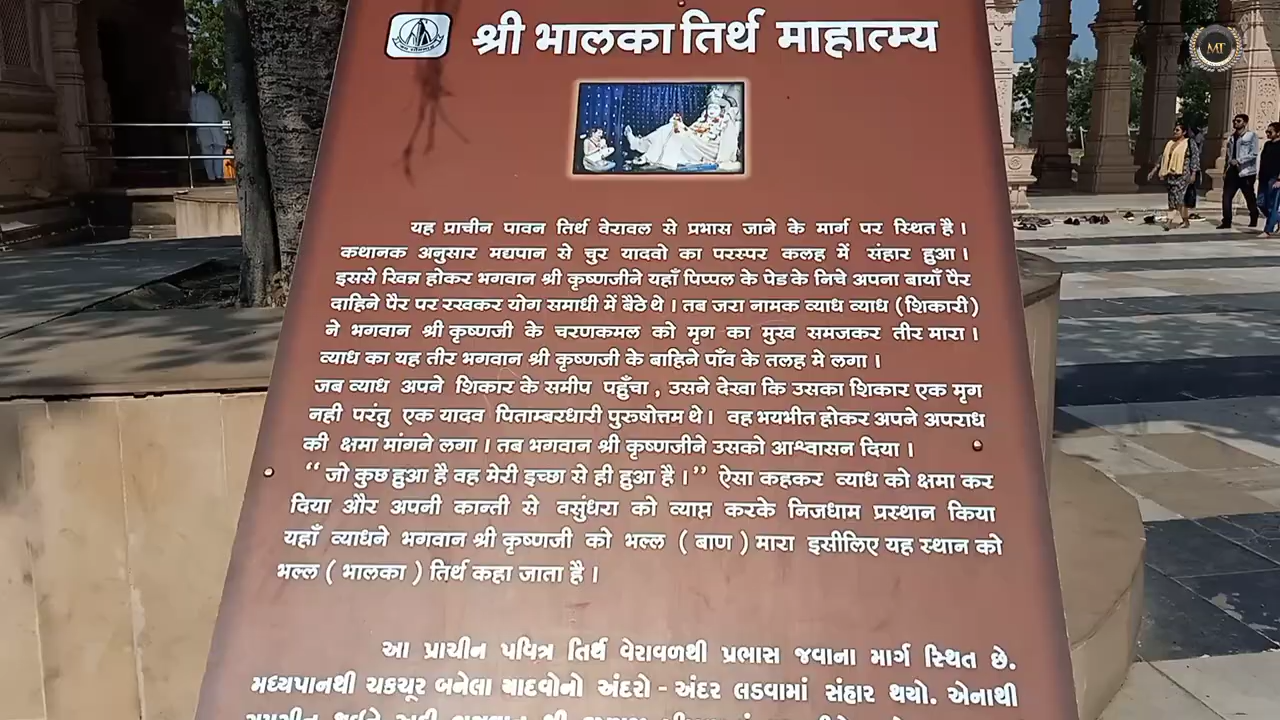 श्री भालका तिर्थ माहात्म्य
MT
यह प्राचीन पावन तिर्थ वेरावल से प्रभास जाने के मार्ग पर स्थित है ।
कथानक अनुसार मद्यपान से चुर यादवो का परस्पर कलह में संहार हुआ ।
इससे खिन्न होकर भगवान श्री कृष्णजीने यहाँ पिप्पल के पेड के निचे अपना बायाँ पैर
दाहिने पैर पर रखकर योग समाधी में बैठे थे । तब जरा नामक व्याध व्याध (शिकारी)
ने भगवान श्री कृष्णजी के चरणकमल को मृग का मुख समजकर तीर मारा ।
व्याध का यह तीर भगवान श्री कृष्णजी के बाहिने पाँव के तलह मे लगा ।
जब व्याध अपने शिकार के समीप पहुँचा , उसने देखा कि उसका शिकार एक मृग
नही परंतु एक यादव पिताम्बरधारी पुरूषोत्तम थे । वह भयभीत होकर अपने अपराध
की क्षमा मांगने लगा । तब भगवान श्री कृष्णजीने उसको आश्वासन दिया ।
‘‘ जो कुछ हुआ है वह मेरी इच्छा से ही हुआ है ।’’ ऐसा कहकर व्याध को क्षमा कर
दिया और अपनी कान्ती से वसुंधरा को व्याप्त करके निजधाम प्रस्थान किया
यहाँ व्याधने भगवान श्री कृष्णजी को भल्ल ( बाण ) मारा इसीलिए यह स्थान को
भल्ल ( भालका ) तिर्थ कहा जाता है ।
આ પ્રાચીન પવિત્ર તિર્થ વેરાવળથી પ્રભાસ જવાના માર્ગ સ્થિત છે.
મધ્યપાનથી ચકચૂર બનેલા યાદવોનો અંદરો - અંદર લડવામાં સંહાર થયો. એનાથી